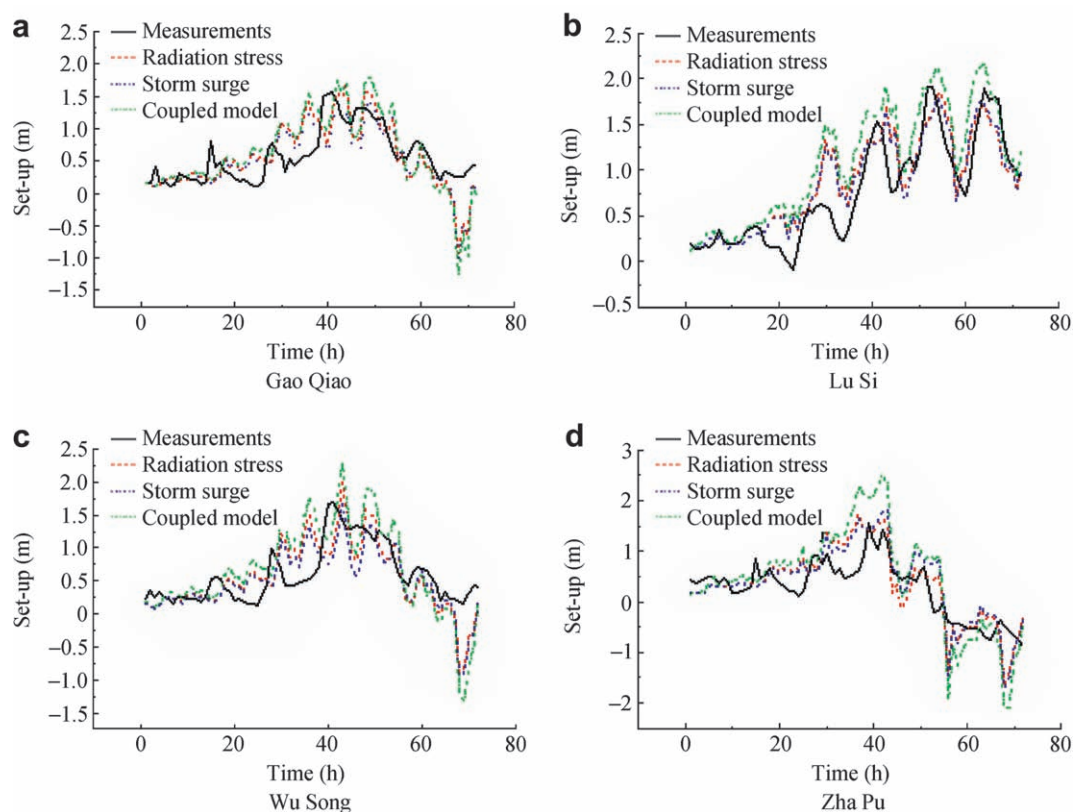 a
Measurements
Radiation stress
Storm surge
Coupled model
2.5
2.0
1.5
1.0
0.5
0
−0.5
−1.0
−1.5
Set-up (m)
0 20 40 60 80
Time (h)
Gao Qiao
b
Measurements
Radiation stress
Storm surge
Coupled model
2.5
2.0
1.5
1.0
0.5
0
−0.5
Set-up (m)
0 20 40 60 80
Time (h)
Lu Si
c
Measurements
Radiation stress
Storm surge
Coupled model
2.5
2.0
1.5
1.0
0.5
0
−0.5
−1.0
−1.5
Set-up (m)
0 20 40 60 80
Time (h)
Wu Song
d
Measurements
Radiation stress
Storm surge
Coupled model
3
2
1
0
−1
−2
Set-up (m)
0 20 40 60 80
Time (h)
Zha Pu